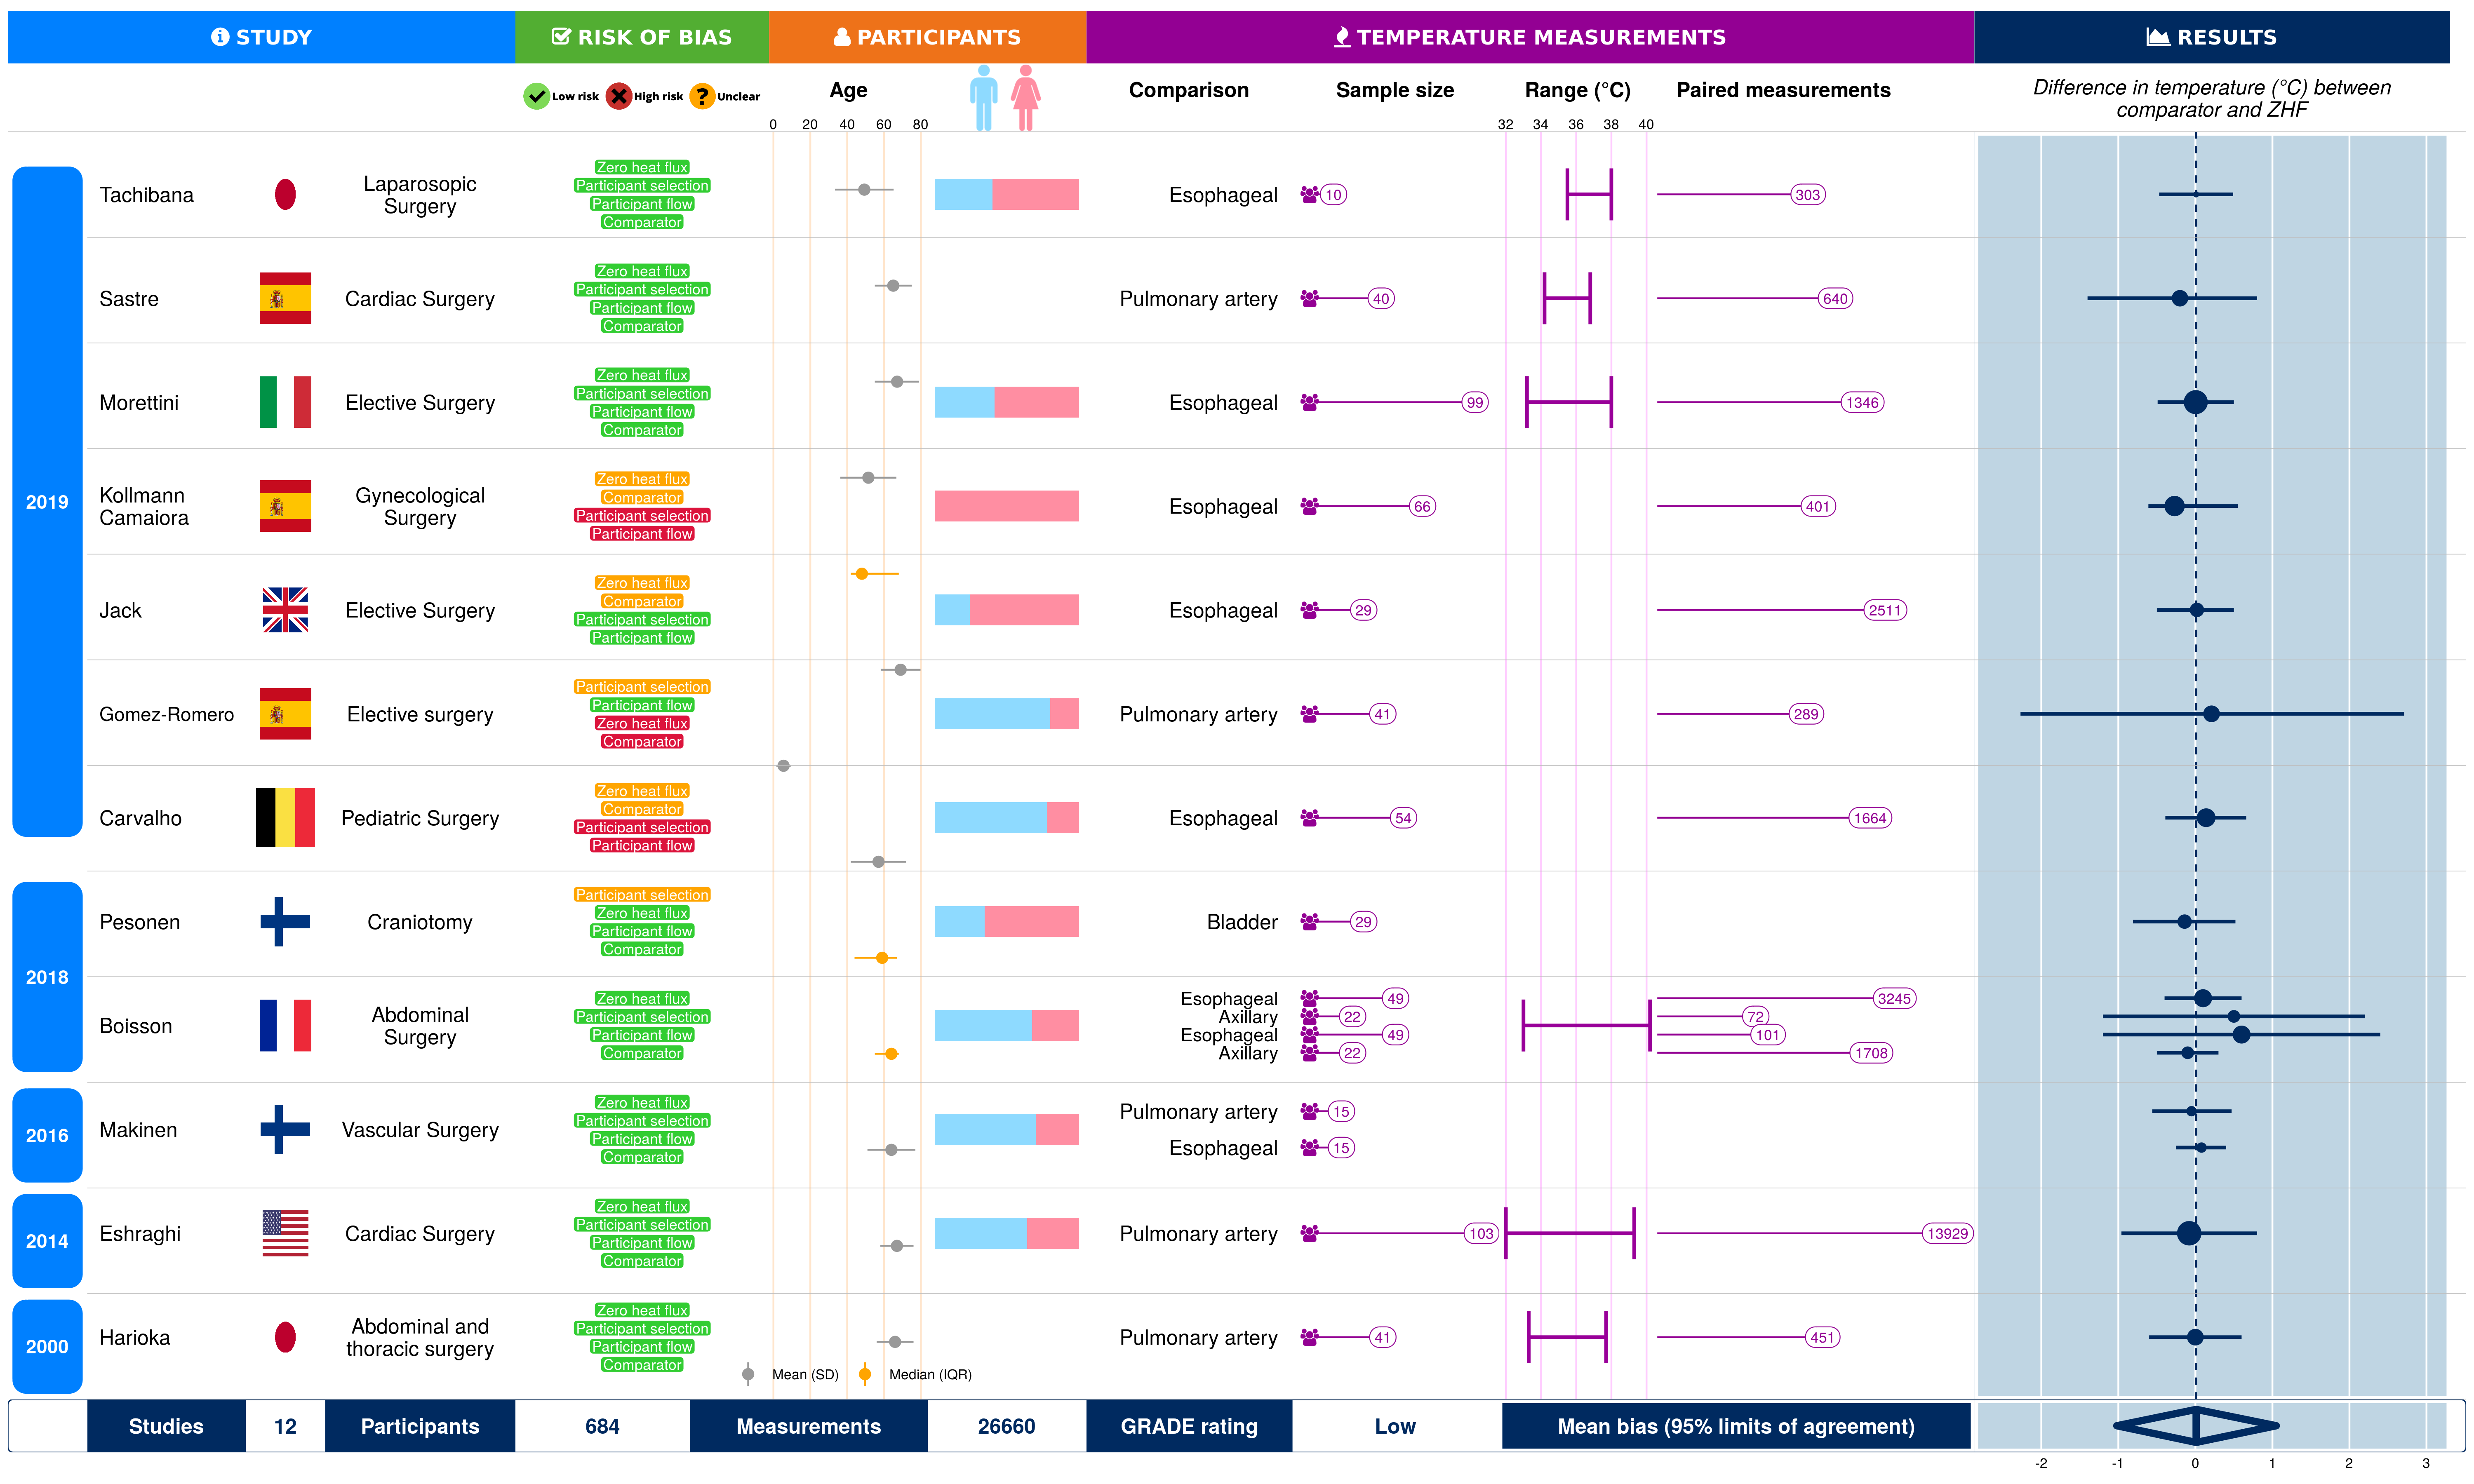 STUDY
RISK OF BIAS
PARTICIPANTS
TEMPERATURE MEASUREMENTS
RESULTS
Low risk
High risk
Unclear
Age
Comparison
Sample size
Range (°C)
Paired measurements
Difference in temperature (°C) between
comparator and ZHF
0 20 40 60 80
32 34 36 38 40
2019
Tachibana
Laparosopic
Surgery
Zero heat flux
Participant selection
Participant flow
Comparator
Esophageal
10
303
Sastre
Cardiac Surgery
Zero heat flux
Participant selection
Participant flow
Comparator
Pulmonary artery
40
640
Morettini
Elective Surgery
Zero heat flux
Participant selection
Participant flow
Comparator
Esophageal
99
1346
Kollmann
Camaiora
Gynecological
Surgery
Zero heat flux
Comparator
Participant selection
Participant flow
Esophageal
66
401
Jack
Elective Surgery
Zero heat flux
Comparator
Participant selection
Participant flow
Esophageal
29
2511
Gomez-Romero
Elective surgery
Participant selection
Participant flow
Zero heat flux
Comparator
Pulmonary artery
41
289
Carvalho
Pediatric Surgery
Zero heat flux
Comparator
Participant selection
Participant flow
Esophageal
54
1664
2018
Pesonen
Craniotomy
Participant selection
Zero heat flux
Participant flow
Comparator
Bladder
29
Boisson
Abdominal
Surgery
Zero heat flux
Participant selection
Participant flow
Comparator
Esophageal 49 3245
Axillary 22 72
Esophageal 49 101
Axillary 22 1708
2016
Makinen
Vascular Surgery
Zero heat flux
Participant selection
Participant flow
Comparator
Pulmonary artery 15
Esophageal 15
2014
Eshraghi
Cardiac Surgery
Zero heat flux
Participant selection
Participant flow
Comparator
Pulmonary artery
103
13929
2000
Harioka
Abdominal and
thoracic surgery
Zero heat flux
Participant selection
Participant flow
Comparator
Pulmonary artery
41
451
Mean (SD)
Median (IQR)
Studies 12 Participants 684 Measurements 26660 GRADE rating Low Mean bias (95% limits of agreement)
-2 -1 0 1 2 3